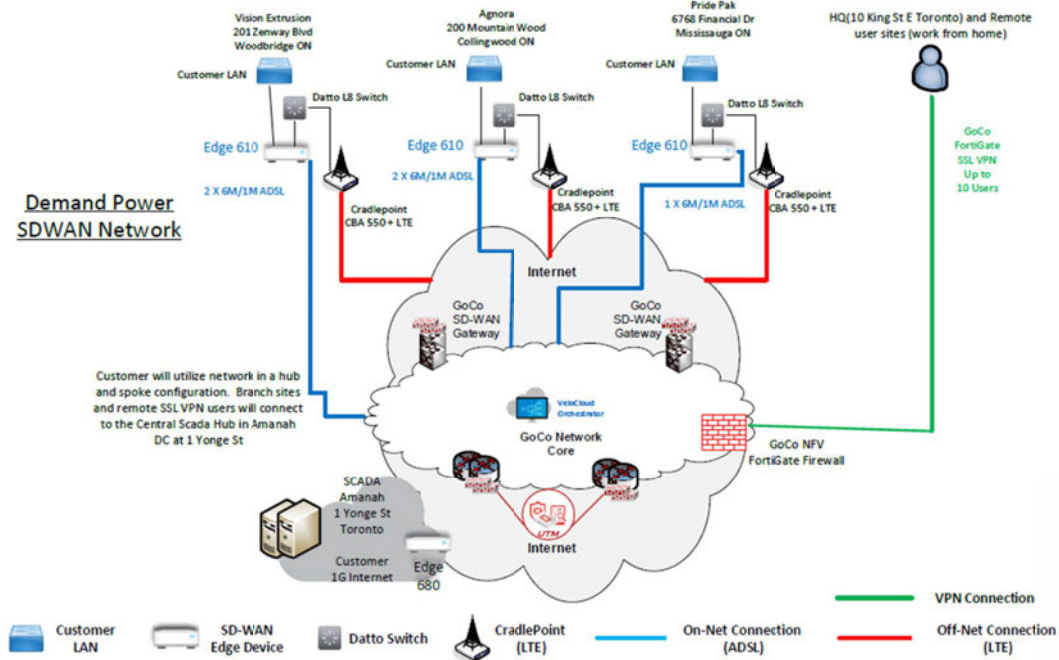 Vision Extrusion
201 Zenway Blvd
Woodbridge ON
Agnora
200 Mountain Wood
Collingwood ON
Pride Pak
6768 Financial Dr
Mississauga ON
HQ(10 King St E Toronto) and Remote
user sites (work from home)
Customer LAN
Customer LAN
Customer LAN
Datto L8 Switch
Datto L8 Switch
Datto L8 Switch
Edge 610
Edge 610
Edge 610
2 X 6M/1M ADSL
2 X 6M/1M ADSL
1 X 6M/1M ADSL
Cradlepoint
CBA 550 + LTE
Cradlepoint
CBA 550 + LTE
Cradlepoint
CBA 550 + LTE
GoCo
FortiGate
SSL VPN
Up to
10 Users
Demand Power
SDWAN Network
Internet
GoCo
SD-WAN
Gateway
GoCo
SD-WAN
Gateway
Customer will utilize network in a hub
and spoke configuration. Branch sites
and remote SSL VPN users will connect
to the Central Scada Hub in Amanah
DC at 1 Yonge St
VeloCloud
Orchestrator
GoCo Network
Core
GoCo NFV
FortiGate Firewall
SCADA
Amanah
1 Yonge St
Toronto
Customer
1G Internet
Edge
680
UTM
Internet
VPN Connection
Customer
LAN
SD-WAN
Edge Device
Datto Switch
CradlePoint
(LTE)
On-Net Connection
(ADSL)
Off-Net Connection
(LTE)